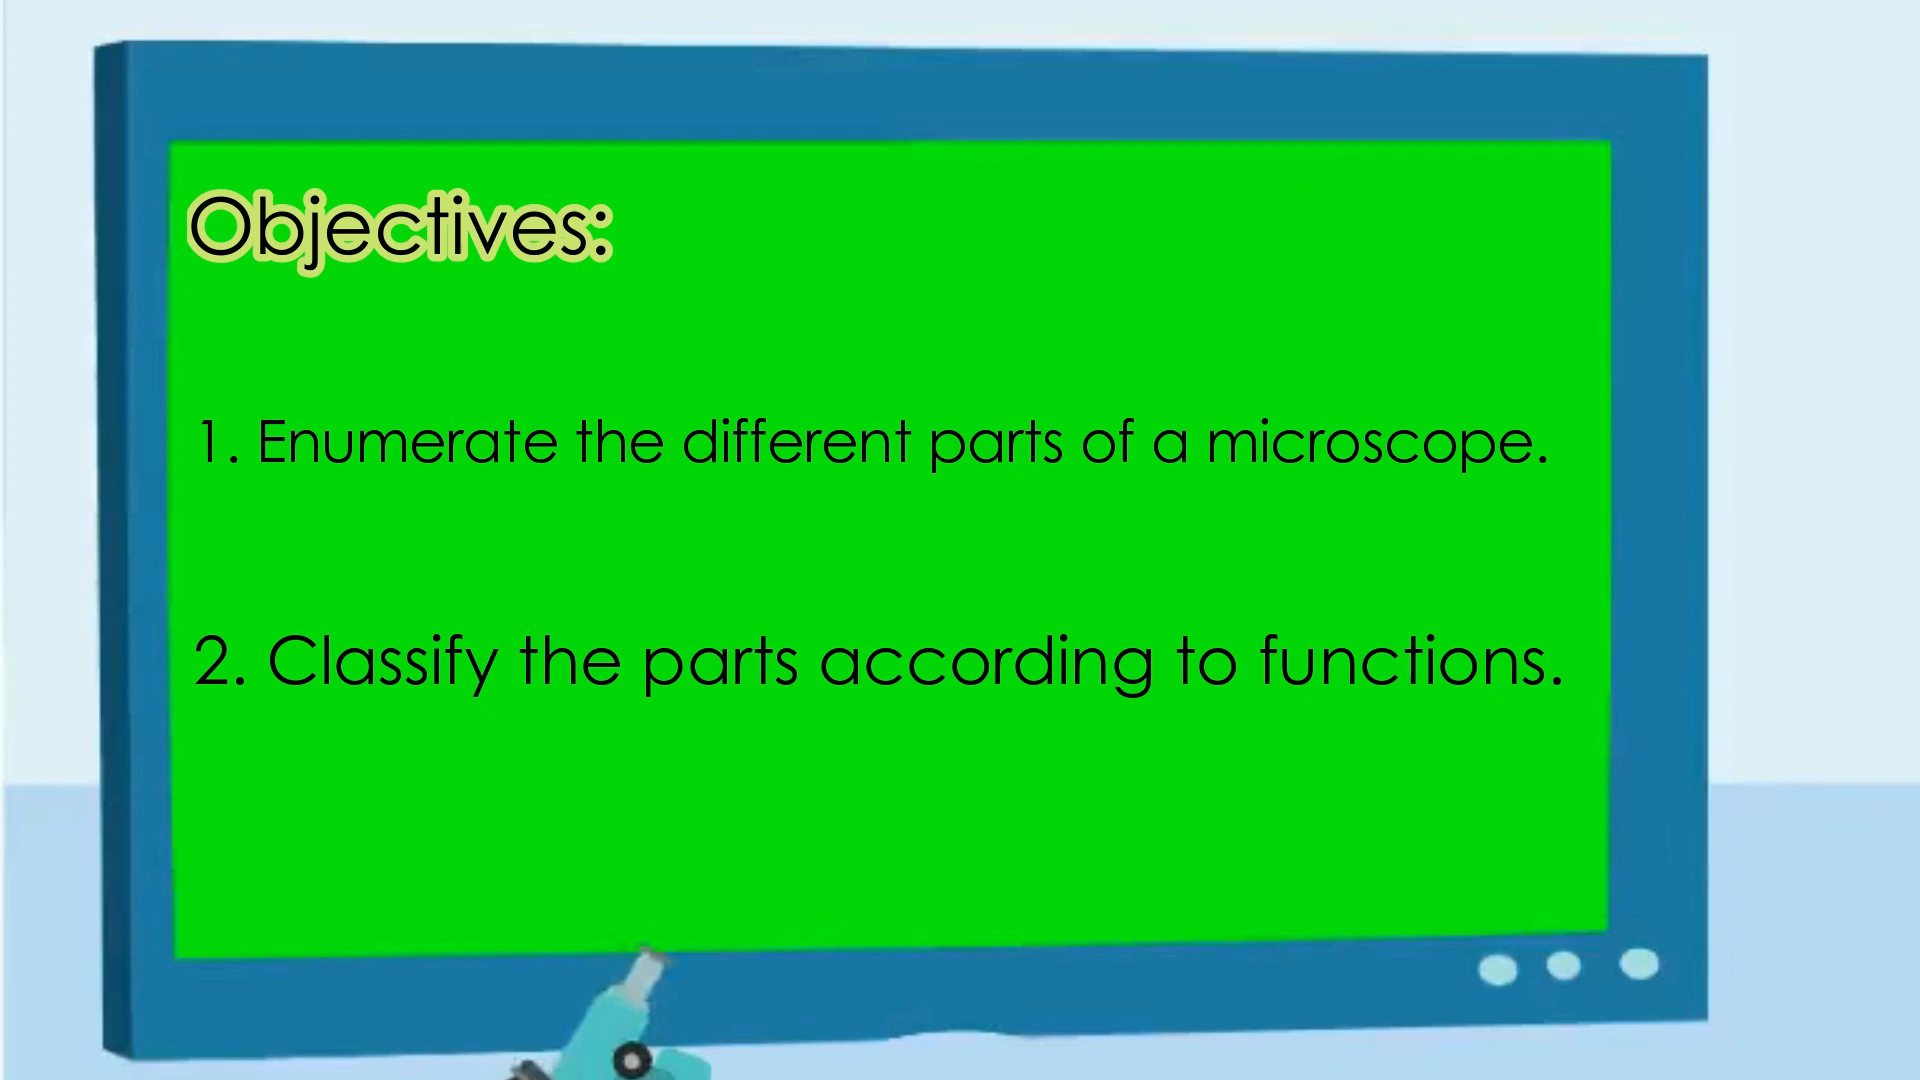 Objectives:
1. Enumerate the different parts of a microscope.
2. Classify the parts according to functions.